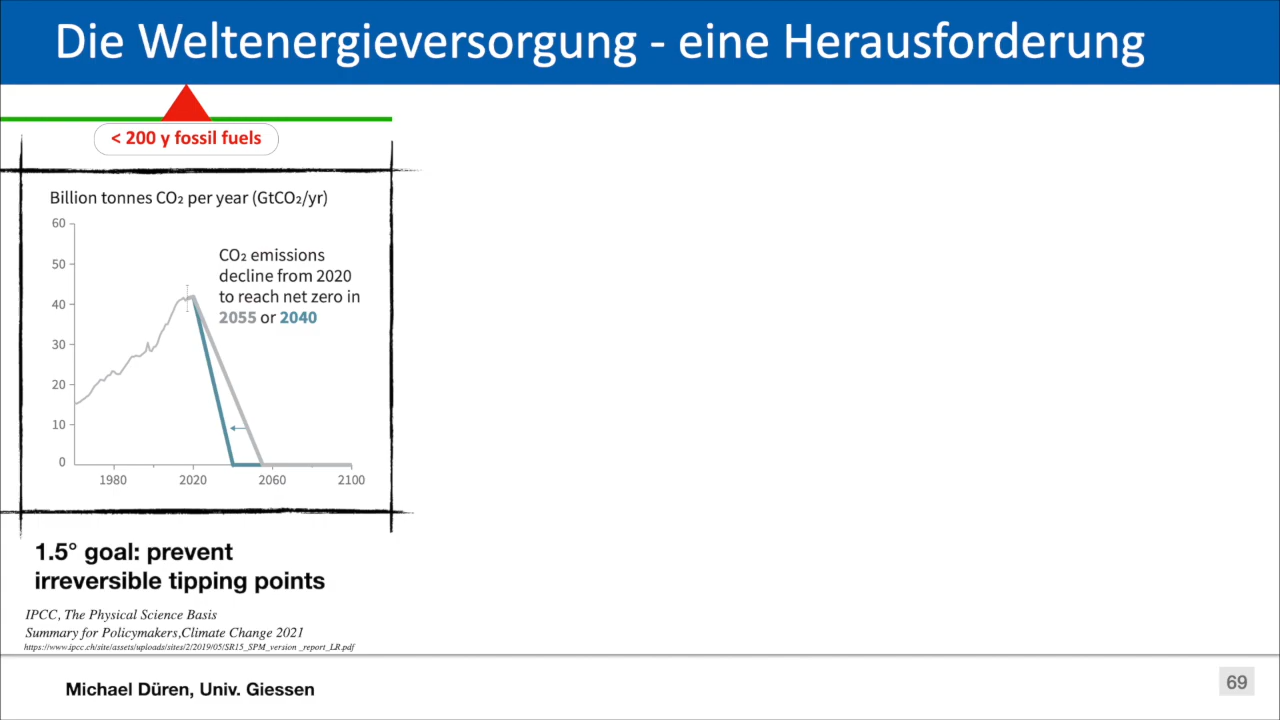 Die Weltenergieversorgung - eine Herausforderung
< 200 y fossil fuels
Billion tonnes CO₂ per year (GtCO₂/yr)
60
50
40
30
20
10
0
CO₂ emissions
decline from 2020
to reach net zero in
2055 or 2040
1980 2020 2060 2100
1.5° goal: prevent
irreversible tipping points
IPCC, The Physical Science Basis
Summary for Policymakers,Climate Change 2021
https://www.ipcc.ch/site/assets/uploads/sites/2/2019/05/SR15_SPM_version _report_LR.pdf
Michael Düren, Univ. Giessen
69